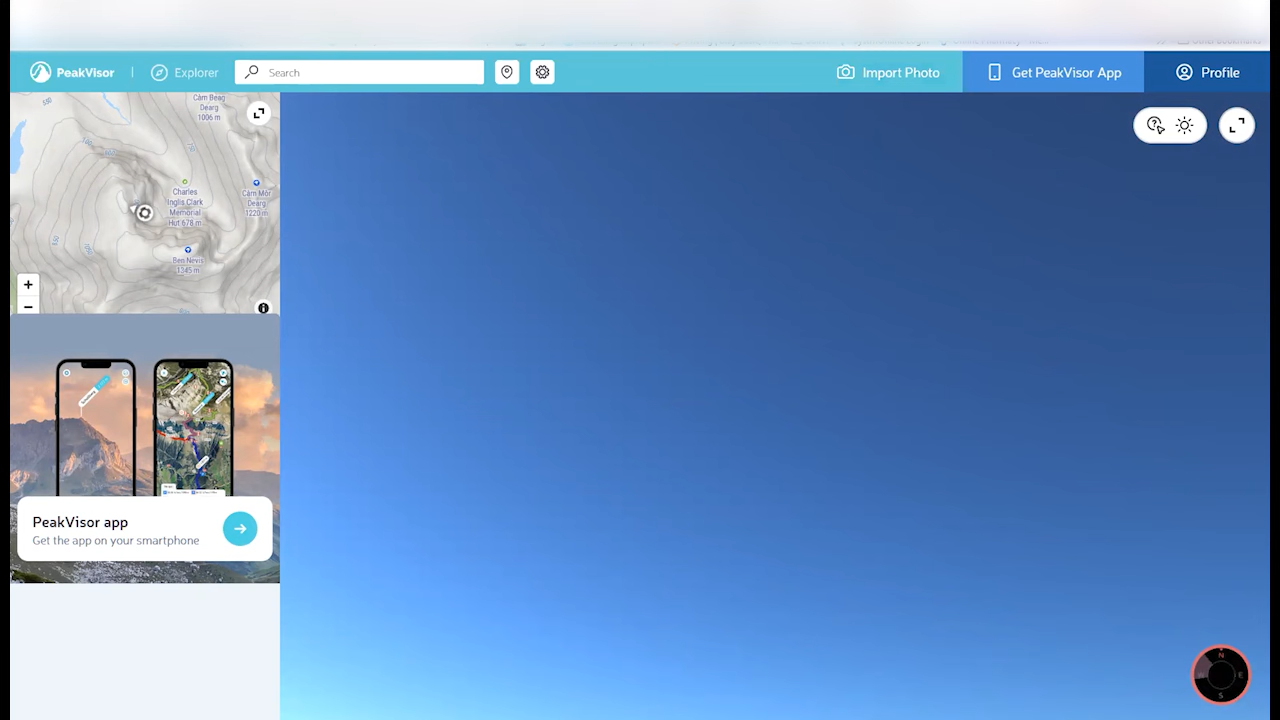 PeakVisor
Explorer
Search
Import Photo
Get PeakVisor App
Profile
Càrn Beag
Dearg
1006 m
Charles
Inglis Clark
Memorial
Hut 678 m
Càrn Mòr
Dearg
1220 m
Ben Nevis
1345 m
+
−
PeakVisor app
Get the app on your smartphone
N
E
S